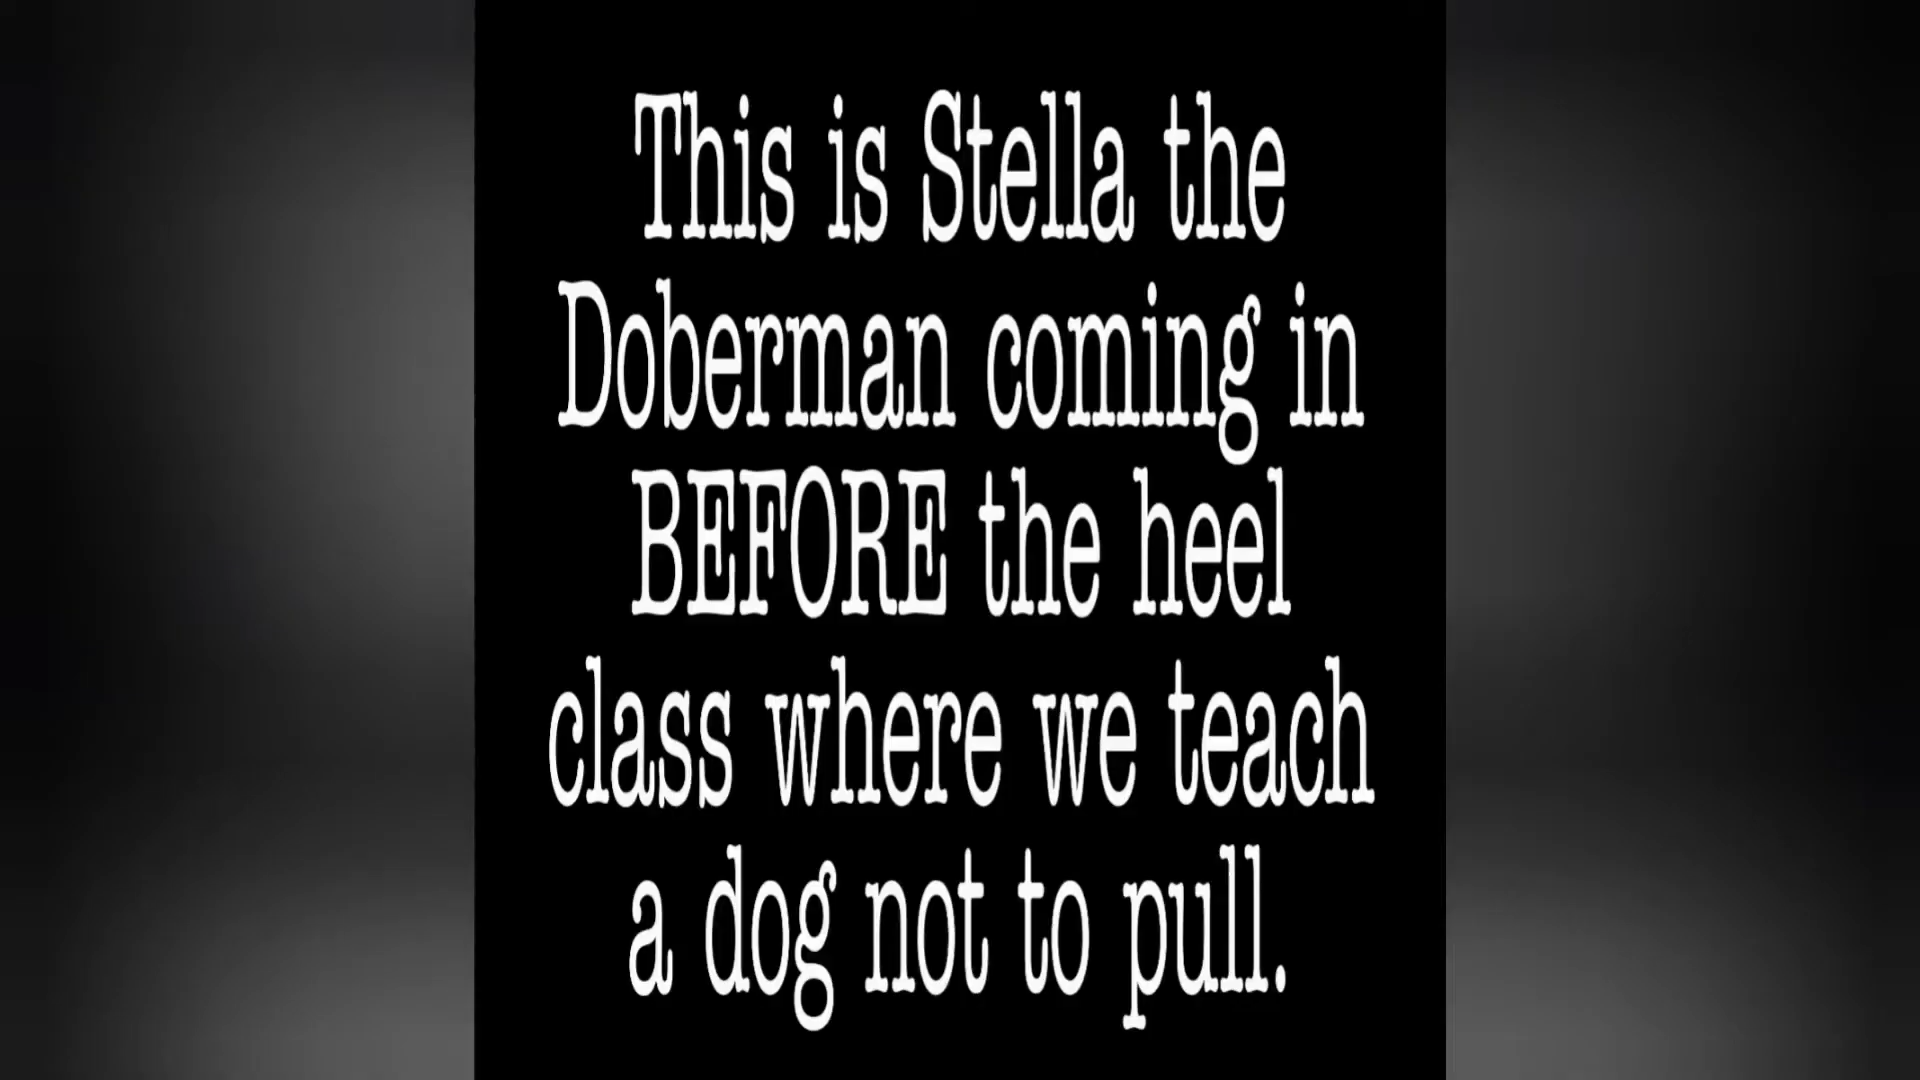 This is Stella the
Doberman coming in
BEFORE the heel
class where we teach
a dog not to pull.